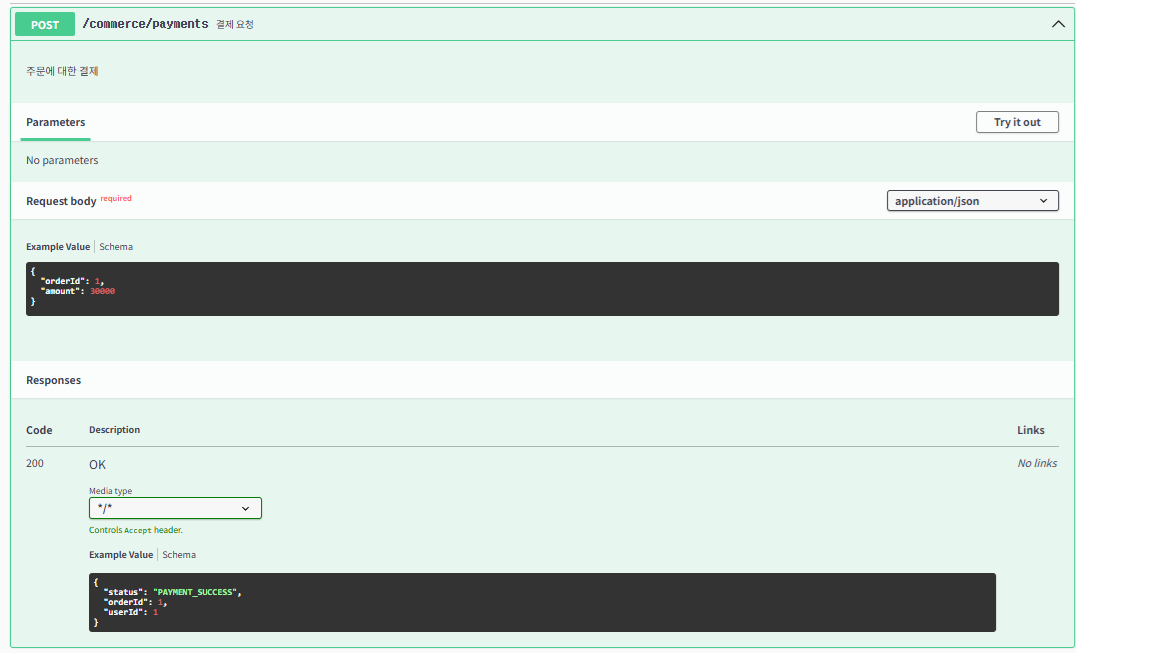 POST /commerce/payments 결제 요청
주문에 대한 결제
Parameters Try it out
No parameters
Request body required application/json
Example Value Schema
{
"orderId": 1,
"amount": 30000
}
Responses
Code Description Links
200 OK No links
Media type
*/*
Controls Accept header.
Example Value Schema
{
"status": "PAYMENT_SUCCESS",
"orderId": 1,
"userId": 1
}